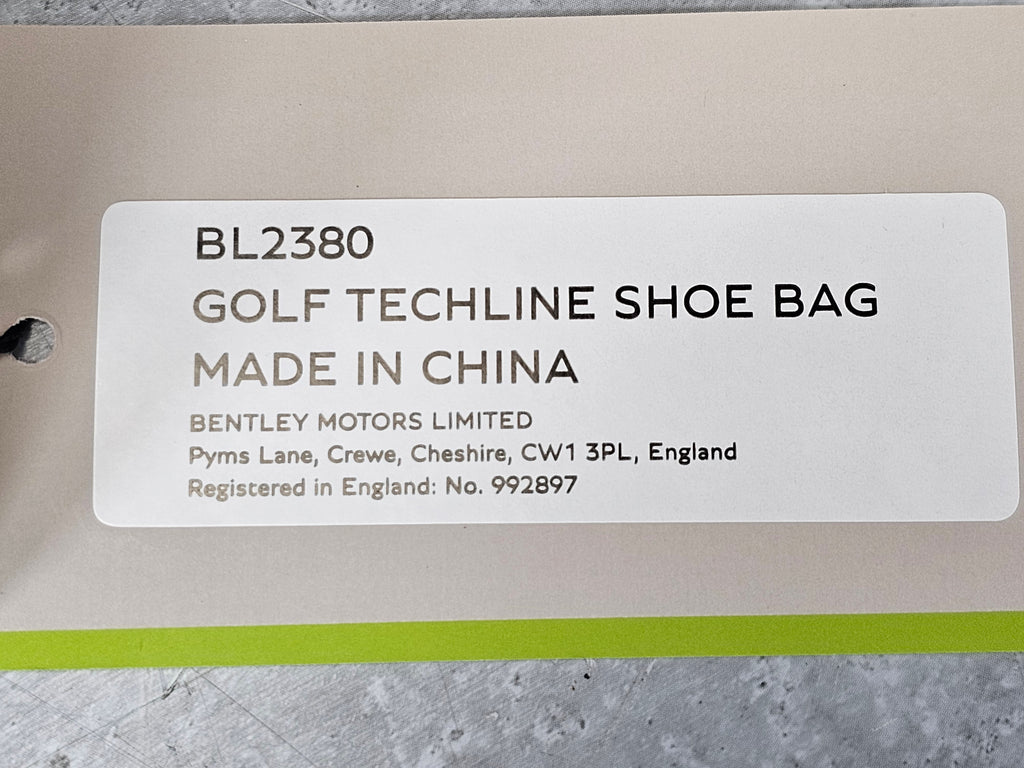 BL2380
GOLF TECHLINE SHOE BAG
MADE IN CHINA
BENTLEY MOTORS LIMITED
Pyms Lane, Crewe, Cheshire, CW1 3PL, England
Registered in England: No. 992897